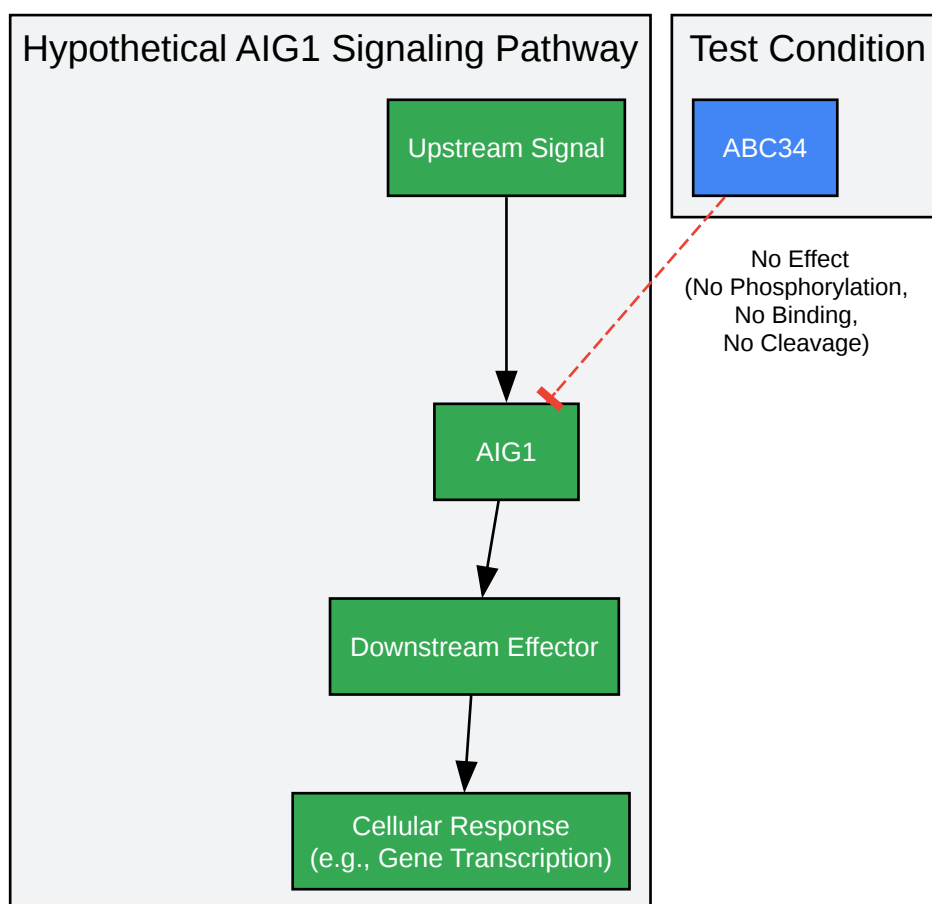 Hypothetical AIG1 Signaling Pathway
Test Condition
Upstream Signal
ABC34
No Effect
(No Phosphorylation,
No Binding,
No Cleavage)
AIG1
Downstream Effector
Cellular Response
(e.g., Gene Transcription)